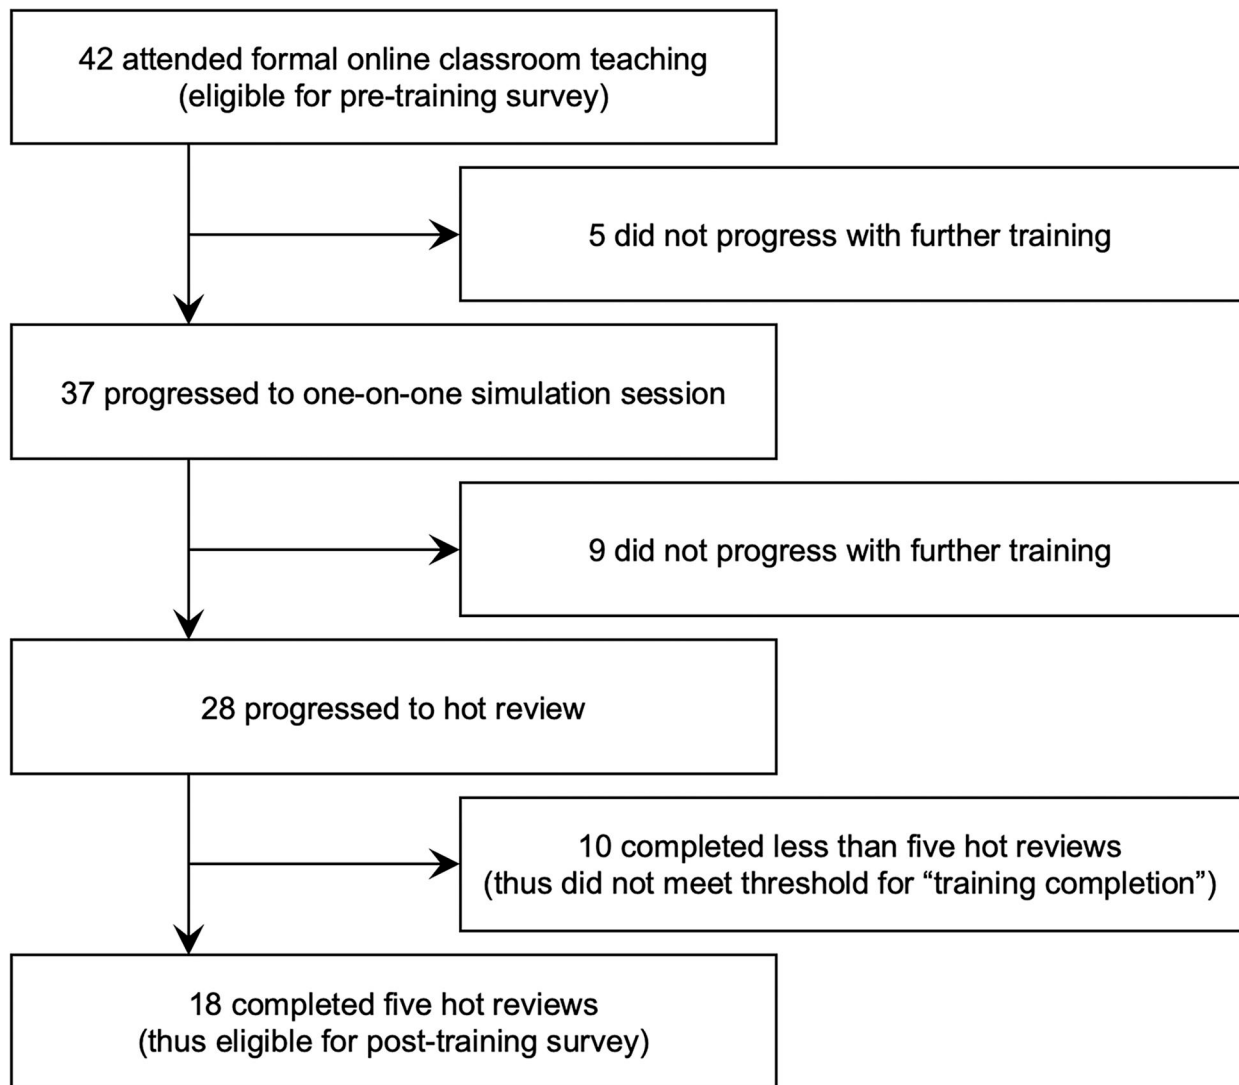 42 attended formal online classroom teaching
(eligible for pre-training survey)
5 did not progress with further training
37 progressed to one-on-one simulation session
9 did not progress with further training
28 progressed to hot review
10 completed less than five hot reviews
(thus did not meet threshold for “training completion”)
18 completed five hot reviews
(thus eligible for post-training survey)